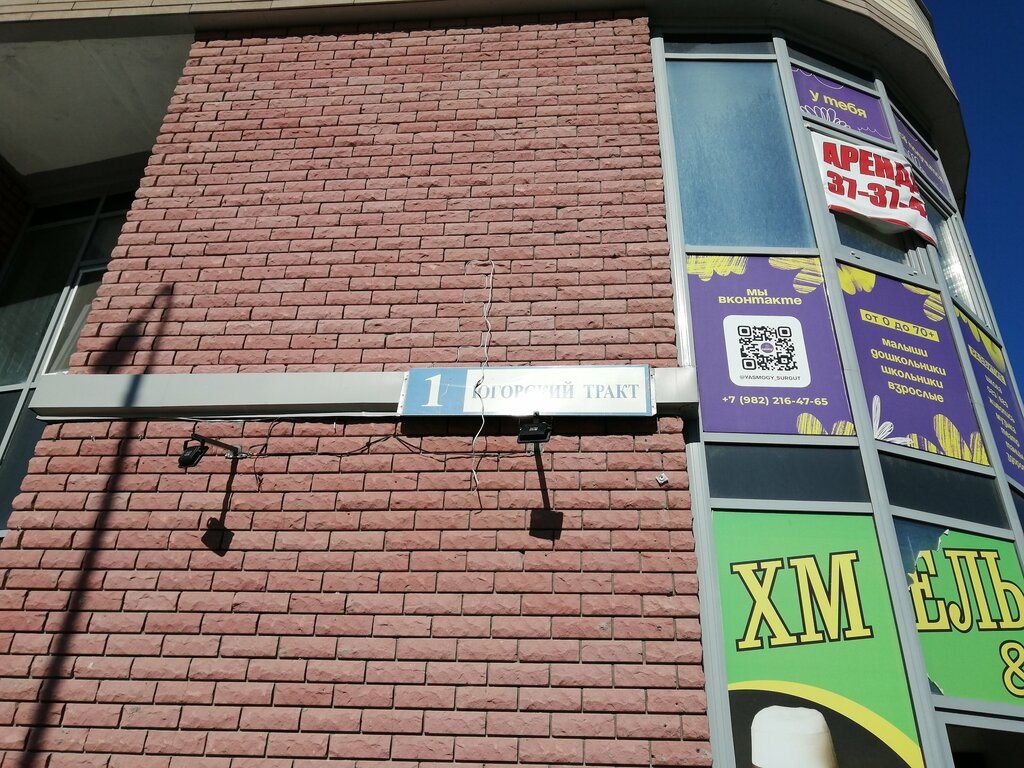 у тебя
АРЕНДА
37-37-
мы
вконтакте
@YASMOGY_SURGUT
+7 (982) 216-47-65
от 0 до 70+
малыши
дошкольники
школьники
взрослые
1 ЮГОРСКИЙ ТРАКТ
ХМ
ЕЛЬ
&